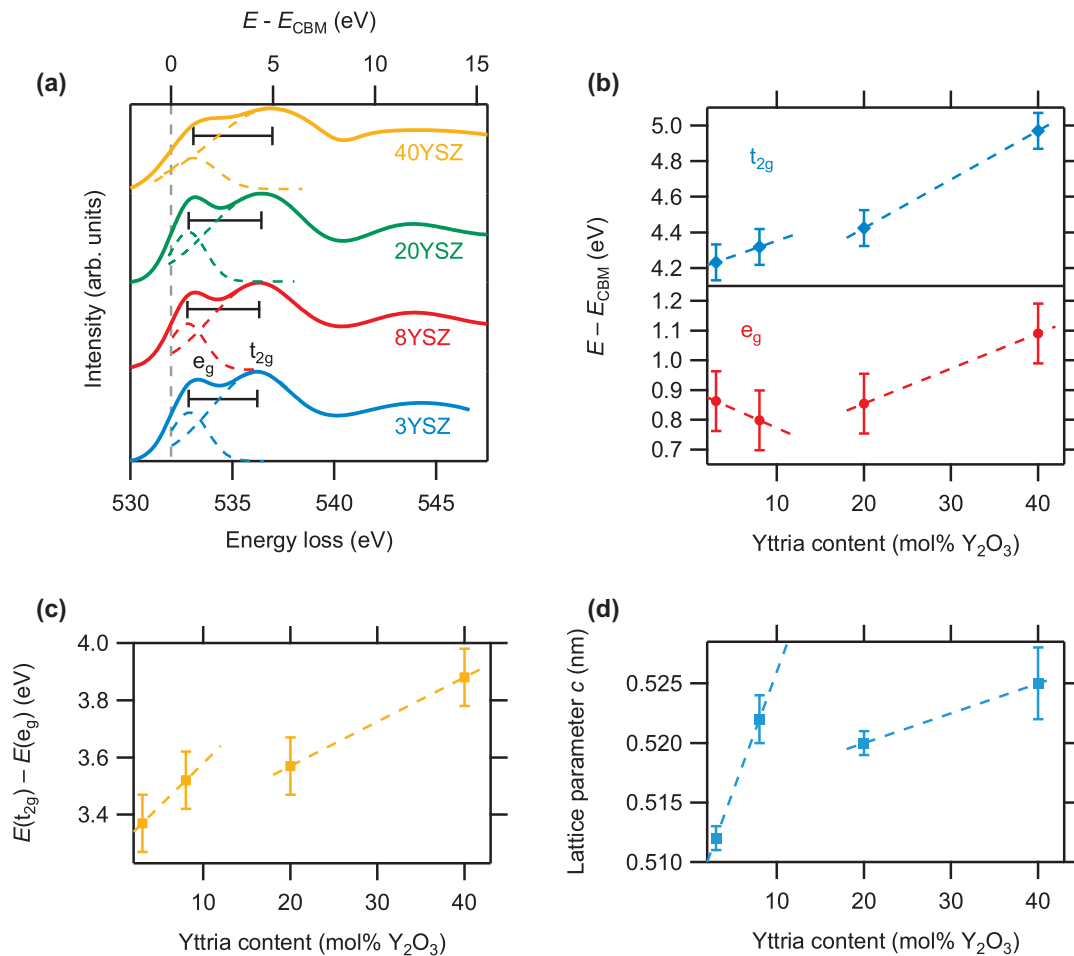 E - E_CBM (eV)
0 5 10 15
(a)
40YSZ
20YSZ
8YSZ
e_g t_2g
3YSZ
Intensity (arb. units)
530 535 540 545
Energy loss (eV)
(b)
5.0
4.8
4.6
4.4
4.2
t_2g
1.2
1.1
1.0
0.9
0.8
0.7
e_g
E – E_CBM (eV)
10 20 30 40
Yttria content (mol% Y₂O₃)
(c)
4.0
3.8
3.6
3.4
E(t_2g) – E(e_g) (eV)
10 20 30 40
Yttria content (mol% Y₂O₃)
(d)
0.525
0.520
0.515
0.510
Lattice parameter c (nm)
10 20 30 40
Yttria content (mol% Y₂O₃)